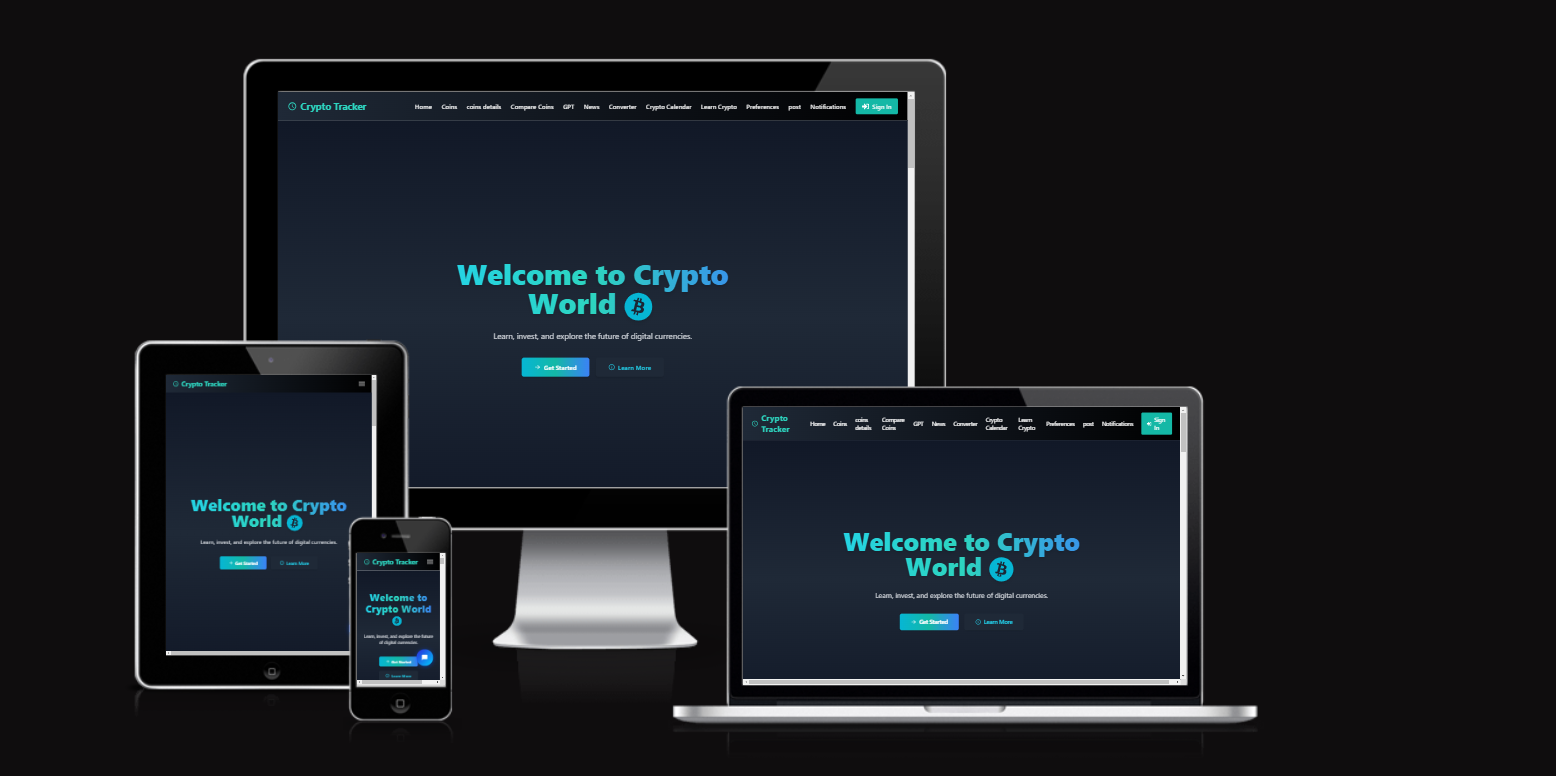 Crypto Tracker Home Coins coins details Compare Coins GPT News Converter Crypto Calendar Learn Crypto Preferences post Notifications Sign In
Welcome to Crypto
World
Learn, invest, and explore the future of digital currencies.
Get Started Learn More
Crypto Tracker
Welcome to Crypto
World
Learn, invest, and explore the future of digital currencies.
Get Started Learn More
Crypto Tracker
Welcome to
Crypto World
Learn, invest, and explore the future
of digital currencies.
Get Started
Learn More
Crypto
Tracker
Home Coins
coins
details
Compare
Coins
GPT News Converter
Crypto
Calendar
Learn
Crypto
Preferences post Notifications
Sign
In
Welcome to Crypto
World
Learn, invest, and explore the future of digital currencies.
Get Started Learn More